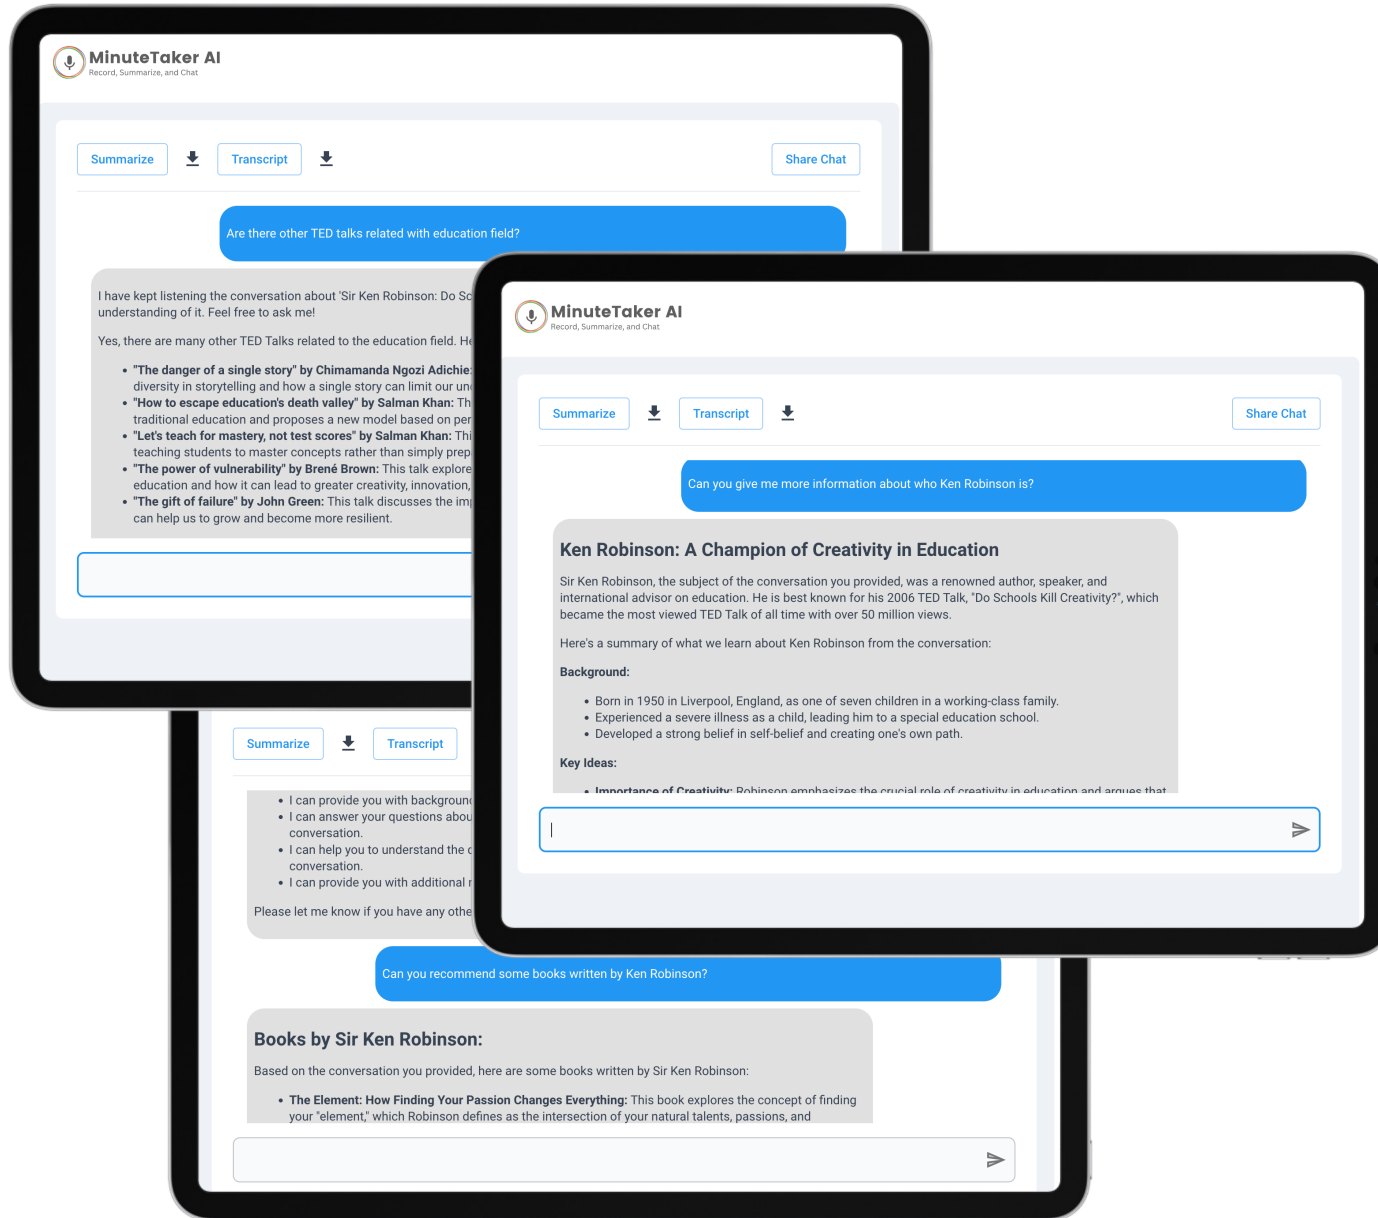 MinuteTaker AI
Record, Summarize, and Chat
Summarize
Transcript
Share Chat
Are there other TED talks related with education field?
I have kept listening the conversation about 'Sir Ken Robinson: Do
understanding of it. Feel free to ask me!
Yes, there are many other TED Talks related to the education field.
• "The danger of a single story" by Chimamanda Ngozi Adichie:
diversity in storytelling and how a single story can limit our
• "How to escape education's death valley" by Salman Khan:
traditional education and proposes a new model based on
• "Let's teach for mastery, not test scores" by Salman Khan:
teaching students to master concepts rather than simply
• "The power of vulnerability" by Brené Brown: This talk
education and how it can lead to greater creativity, innovation,
• "The gift of failure" by John Green: This talk discusses the
can help us to grow and become more resilient.
MinuteTaker AI
Record, Summarize, and Chat
Summarize
Transcript
Share Chat
Can you give me more information about who Ken Robinson is?
Ken Robinson: A Champion of Creativity in Education
Sir Ken Robinson, the subject of the conversation you provided, was a renowned author, speaker, and
international advisor on education. He is best known for his 2006 TED Talk, "Do Schools Kill Creativity?", which
became the most viewed TED Talk of all time with over 50 million views.
Here's a summary of what we learn about Ken Robinson from the conversation:
Background:
• Born in 1950 in Liverpool, England, as one of seven children in a working-class family.
• Experienced a severe illness as a child, leading him to a special education school.
• Developed a strong belief in self-belief and creating one's own path.
Key Ideas:
• Importance of Creativity: Robinson emphasizes the crucial role of creativity in education and argues that
Summarize
Transcript
• I can provide you with
• I can answer your questions
conversation.
• I can help you to understand the
conversation.
• I can provide you with additional
Please let me know if you have any
Can you recommend some books written by Ken Robinson?
Books by Sir Ken Robinson:
Based on the conversation you provided, here are some books written by Sir Ken Robinson:
• The Element: How Finding Your Passion Changes Everything: This book explores the concept of finding
your "element," which Robinson defines as the intersection of your natural talents, passions, and